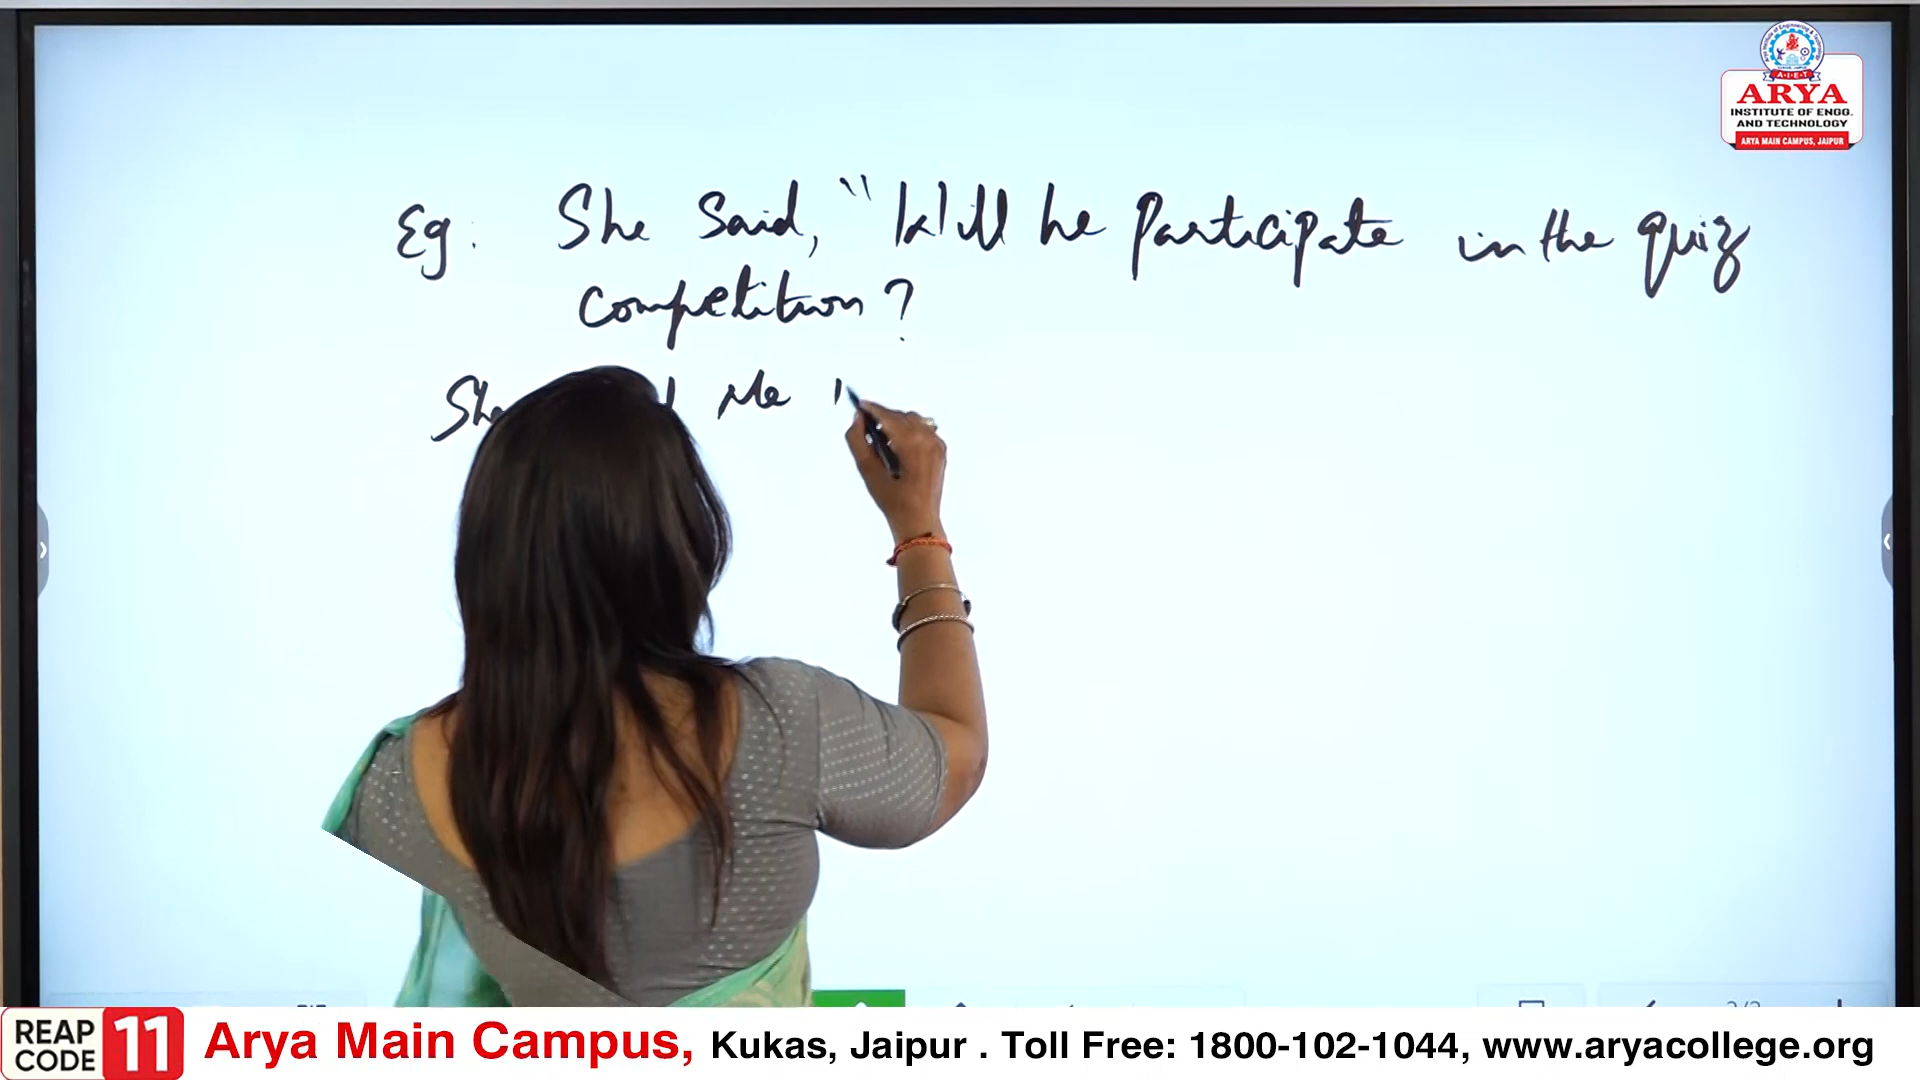 ARYA
INSTITUTE OF ENGG.
AND TECHNOLOGY
ARYA MAIN CAMPUS, JAIPUR
Eg: She Said, "Will he Participate in the quiz
competition?
She Me
REAP CODE 11 Arya Main Campus, Kukas, Jaipur . Toll Free: 1800-102-1044, www.aryacollege.org